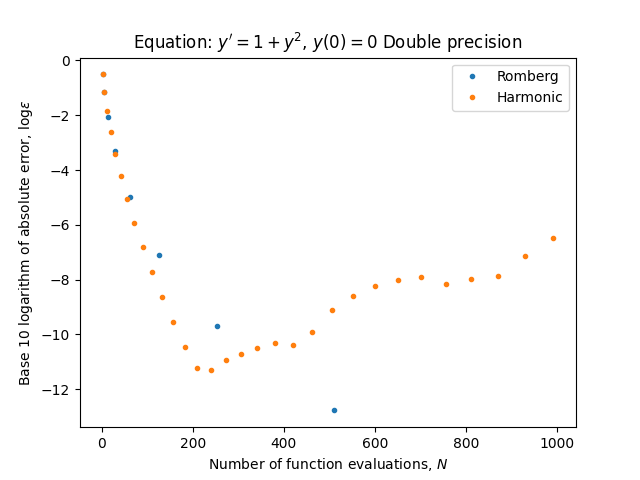 Equation: y′ = 1 + y², y(0) = 0 Double precision
Romberg
Harmonic
Base 10 logarithm of absolute error, logε
0
−2
−4
−6
−8
−10
−12
0 200 400 600 800 1000
Number of function evaluations, N